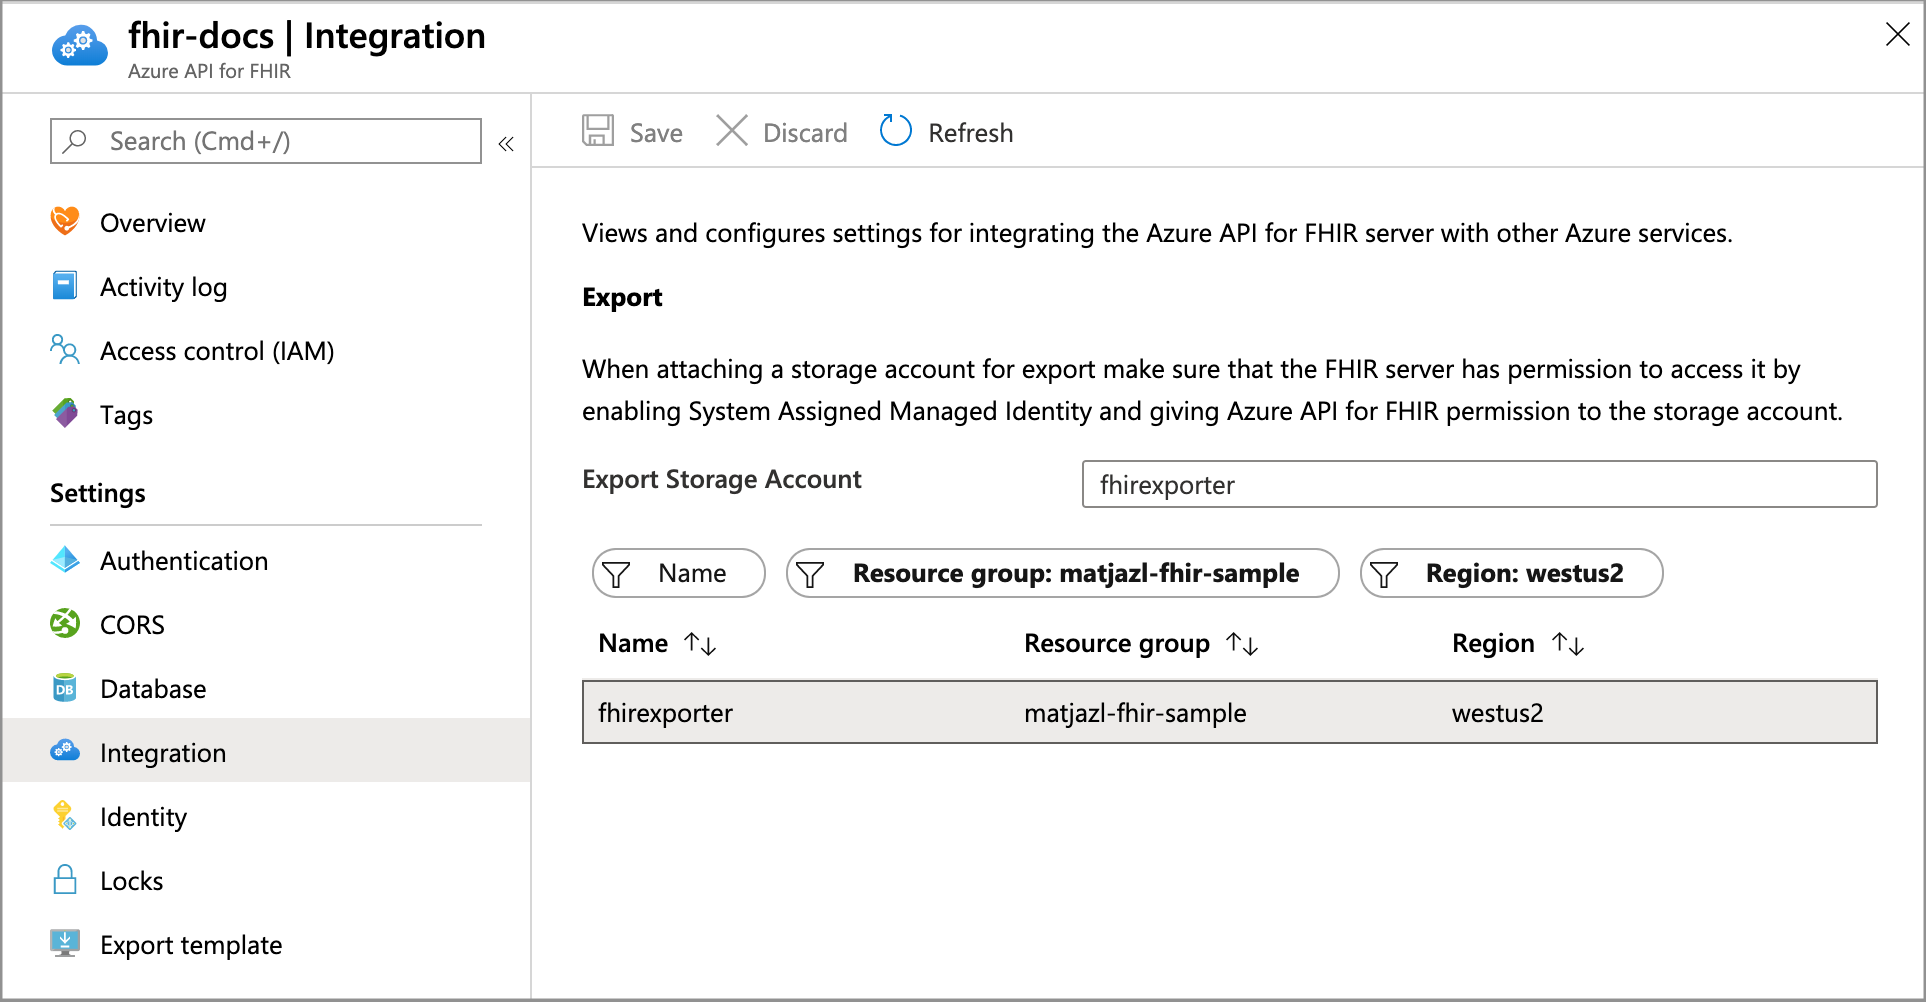 fhir-docs | Integration
Azure API for FHIR
Search (Cmd+/)
«
Overview
Activity log
Access control (IAM)
Tags
Settings
Authentication
CORS
DB
Database
Integration
Identity
Locks
Export template
Save
Discard
Refresh
Views and configures settings for integrating the Azure API for FHIR server with other Azure services.
Export
When attaching a storage account for export make sure that the FHIR server has permission to access it by
enabling System Assigned Managed Identity and giving Azure API for FHIR permission to the storage account.
Export Storage Account
fhirexporter
Name
Resource group: matjazl-fhir-sample
Region: westus2
Name ↑↓
Resource group ↑↓
Region ↑↓
fhirexporter
matjazl-fhir-sample
westus2